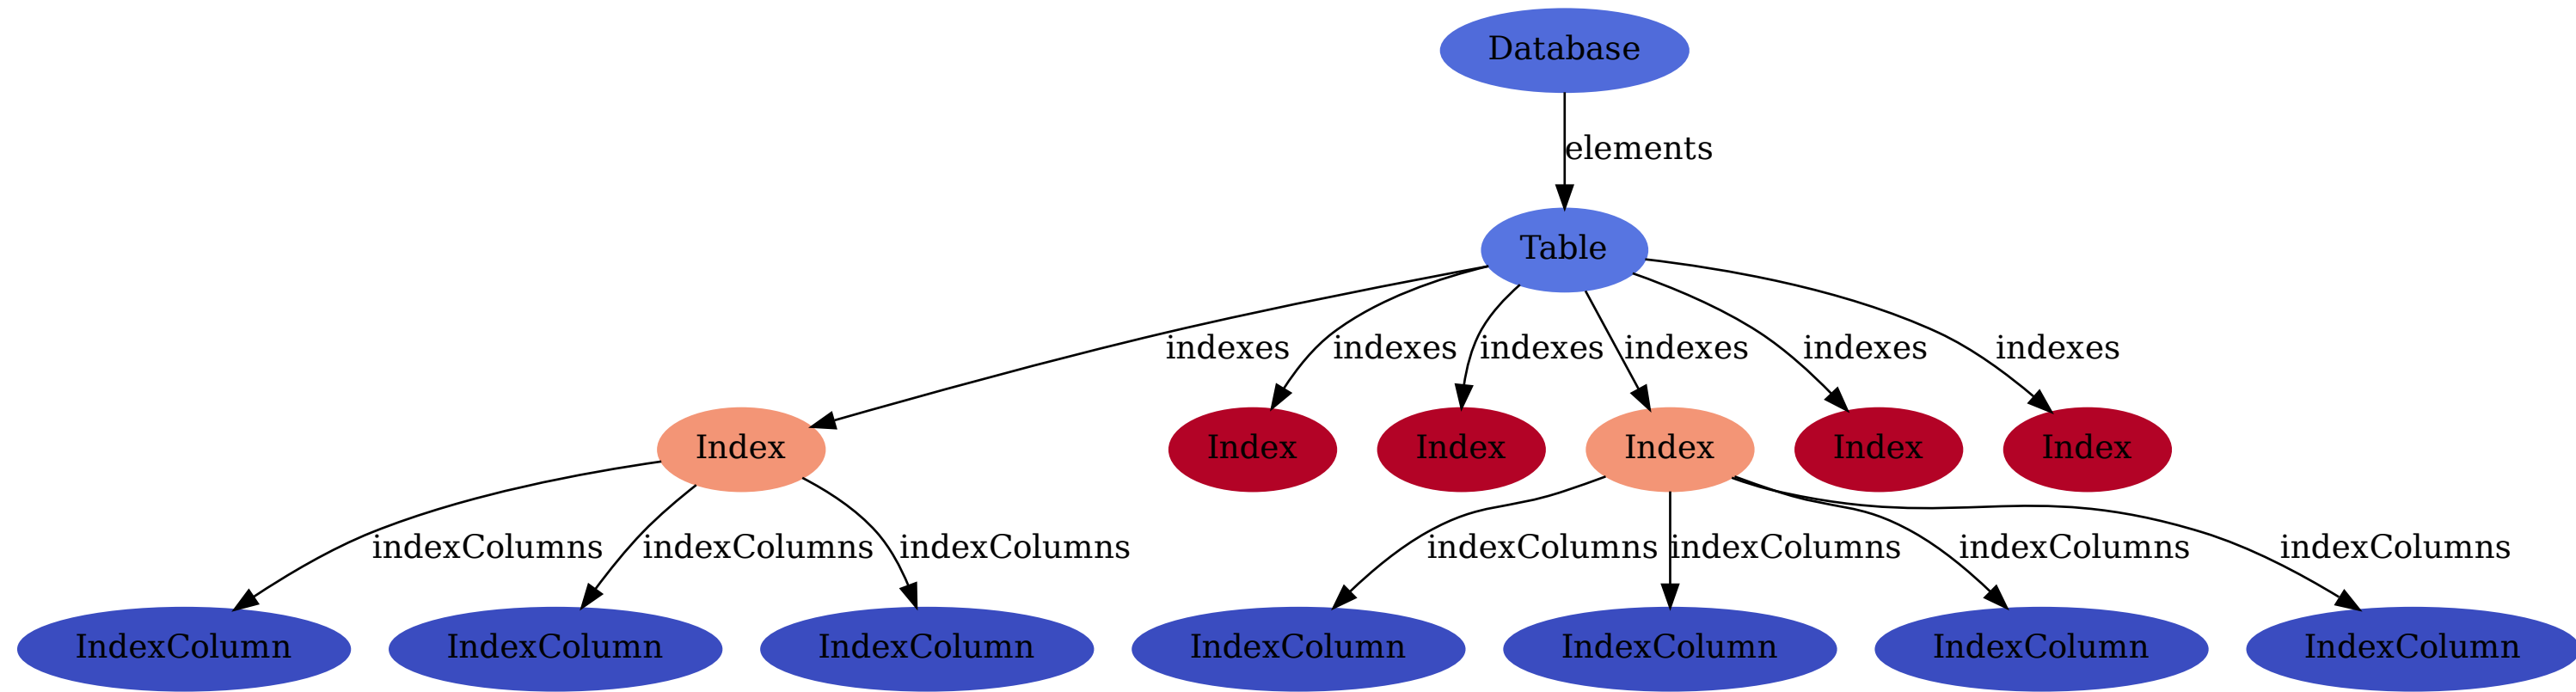 Database
elements
Table
indexes indexes indexes indexes indexes indexes
Index Index Index Index Index Index
indexColumns indexColumns indexColumns indexColumns indexColumns indexColumns indexColumns
IndexColumn IndexColumn IndexColumn IndexColumn IndexColumn IndexColumn IndexColumn